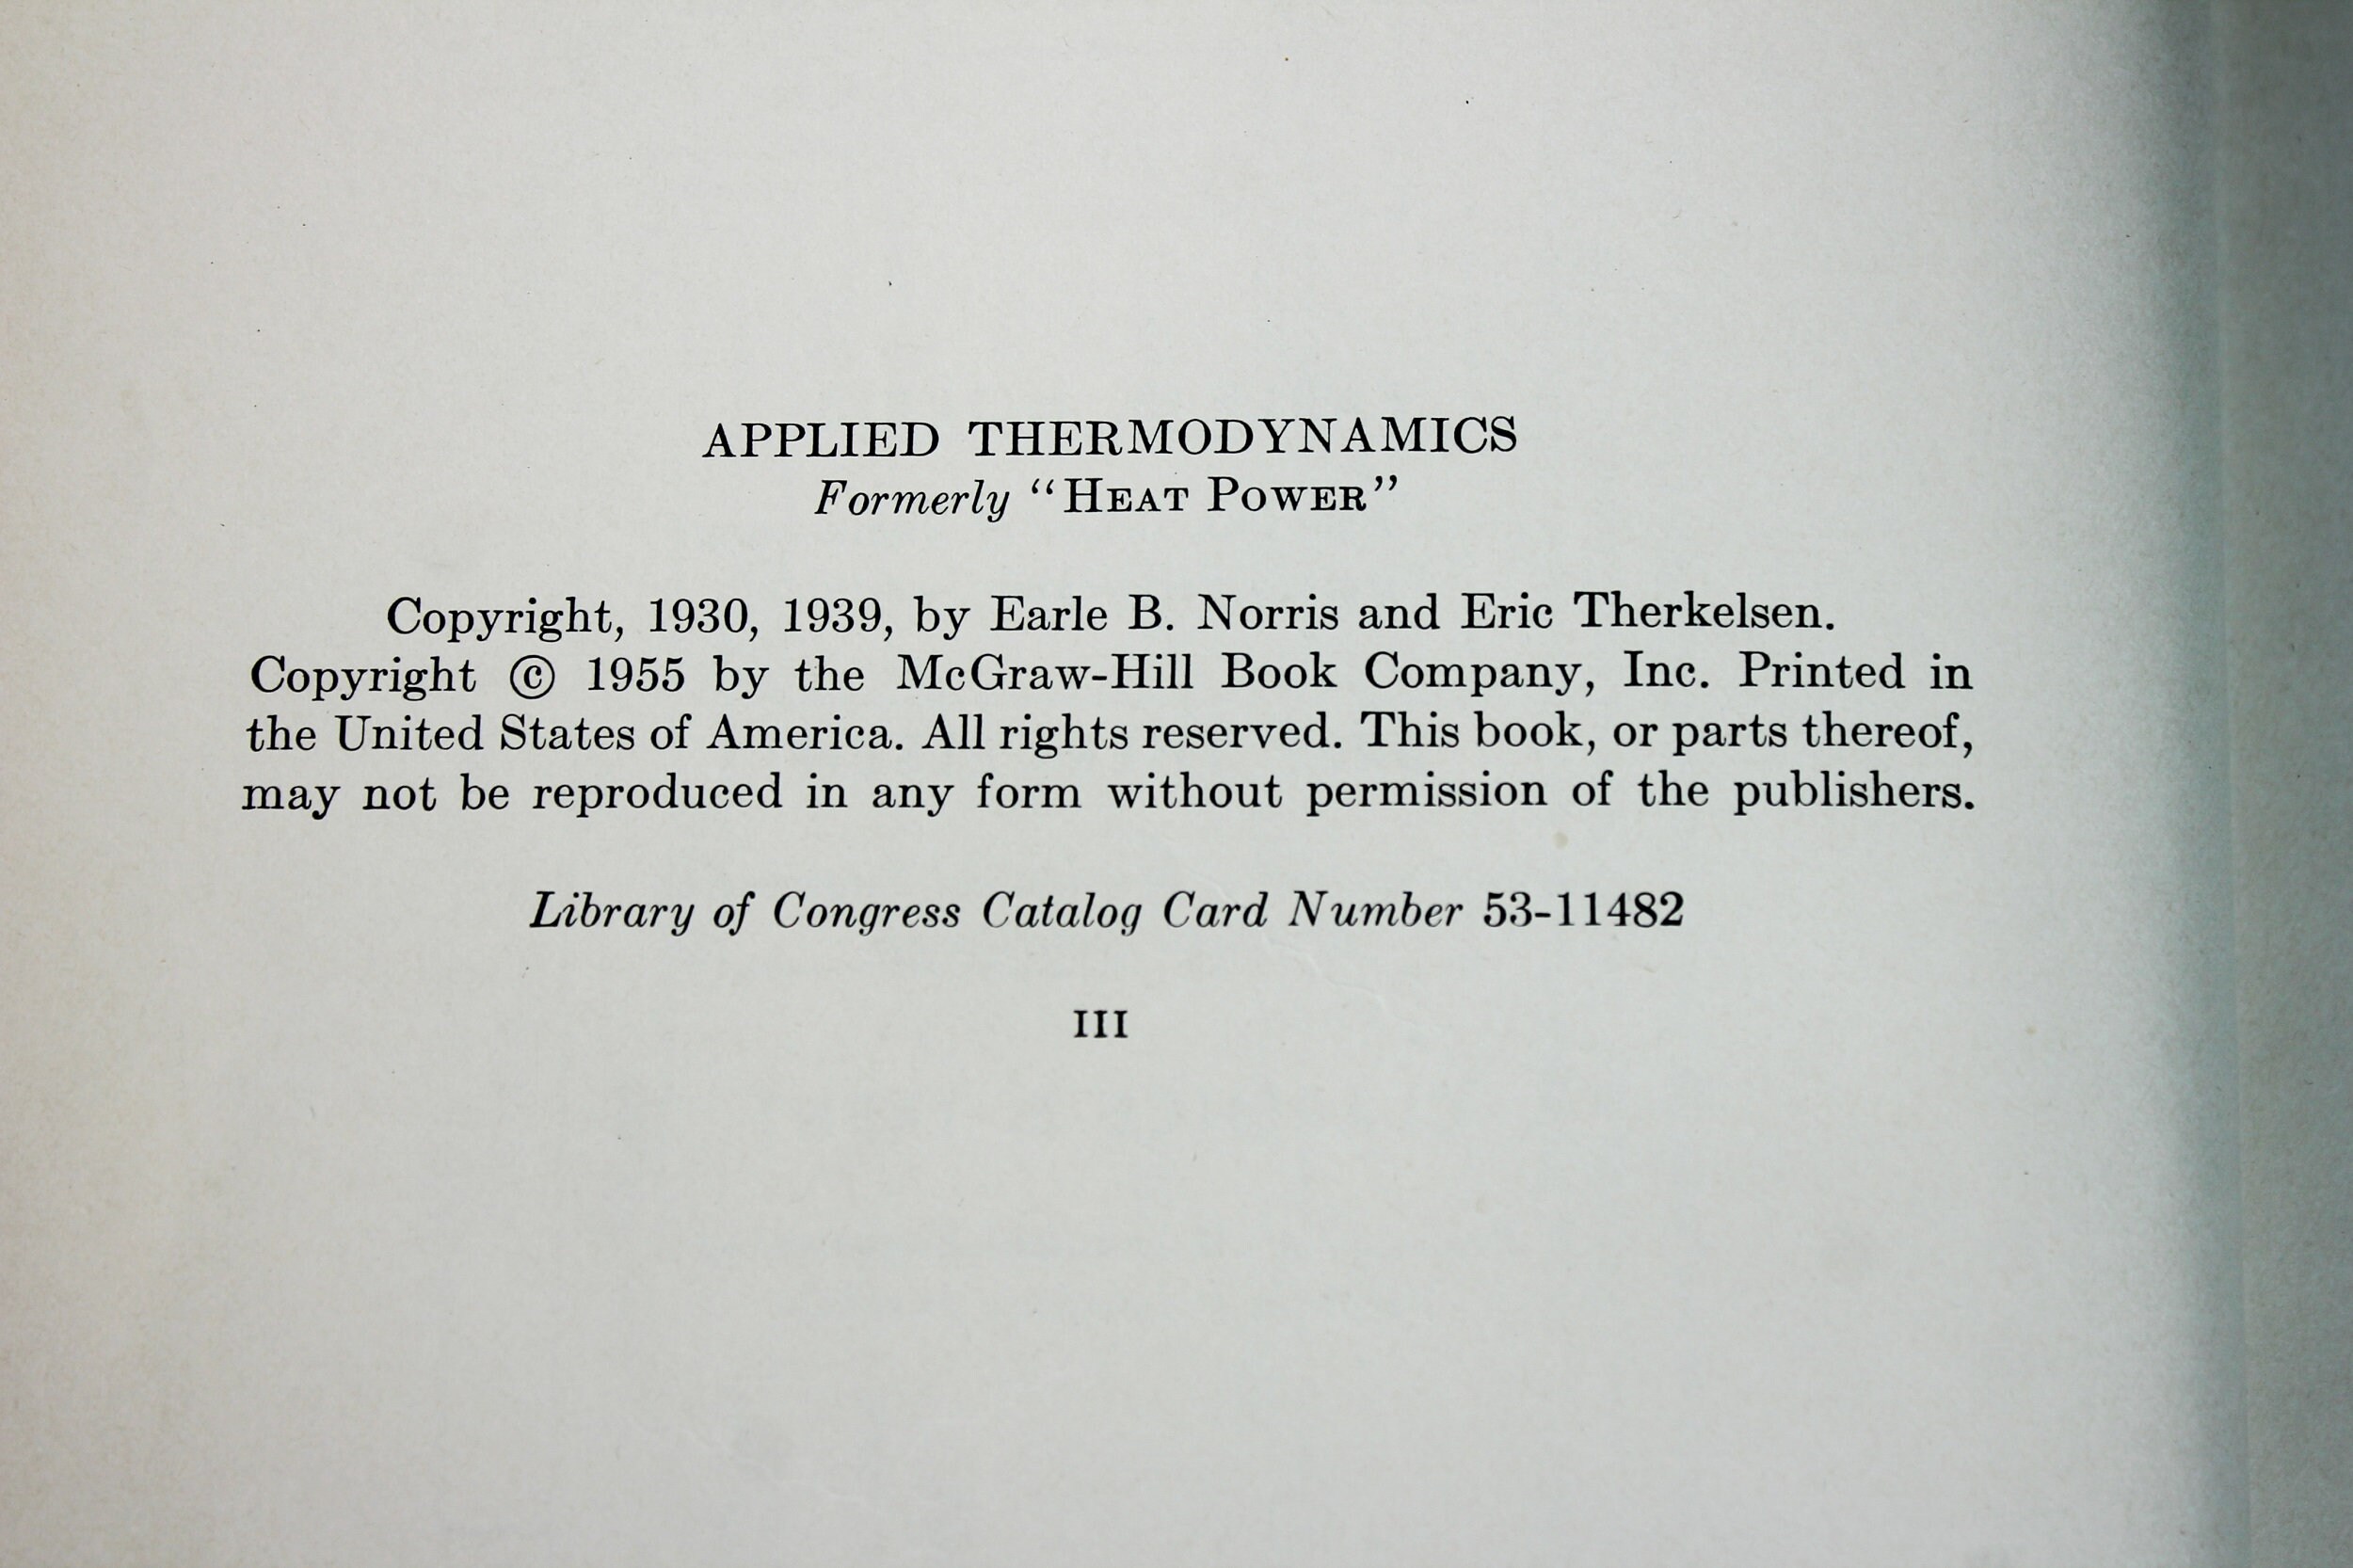 APPLIED THERMODYNAMICS
Formerly “HEAT POWER”
Copyright, 1930, 1939, by Earle B. Norris and Eric Therkelsen.
Copyright © 1955 by the McGraw-Hill Book Company, Inc. Printed in
the United States of America. All rights reserved. This book, or parts thereof,
may not be reproduced in any form without permission of the publishers.
Library of Congress Catalog Card Number 53-11482
III